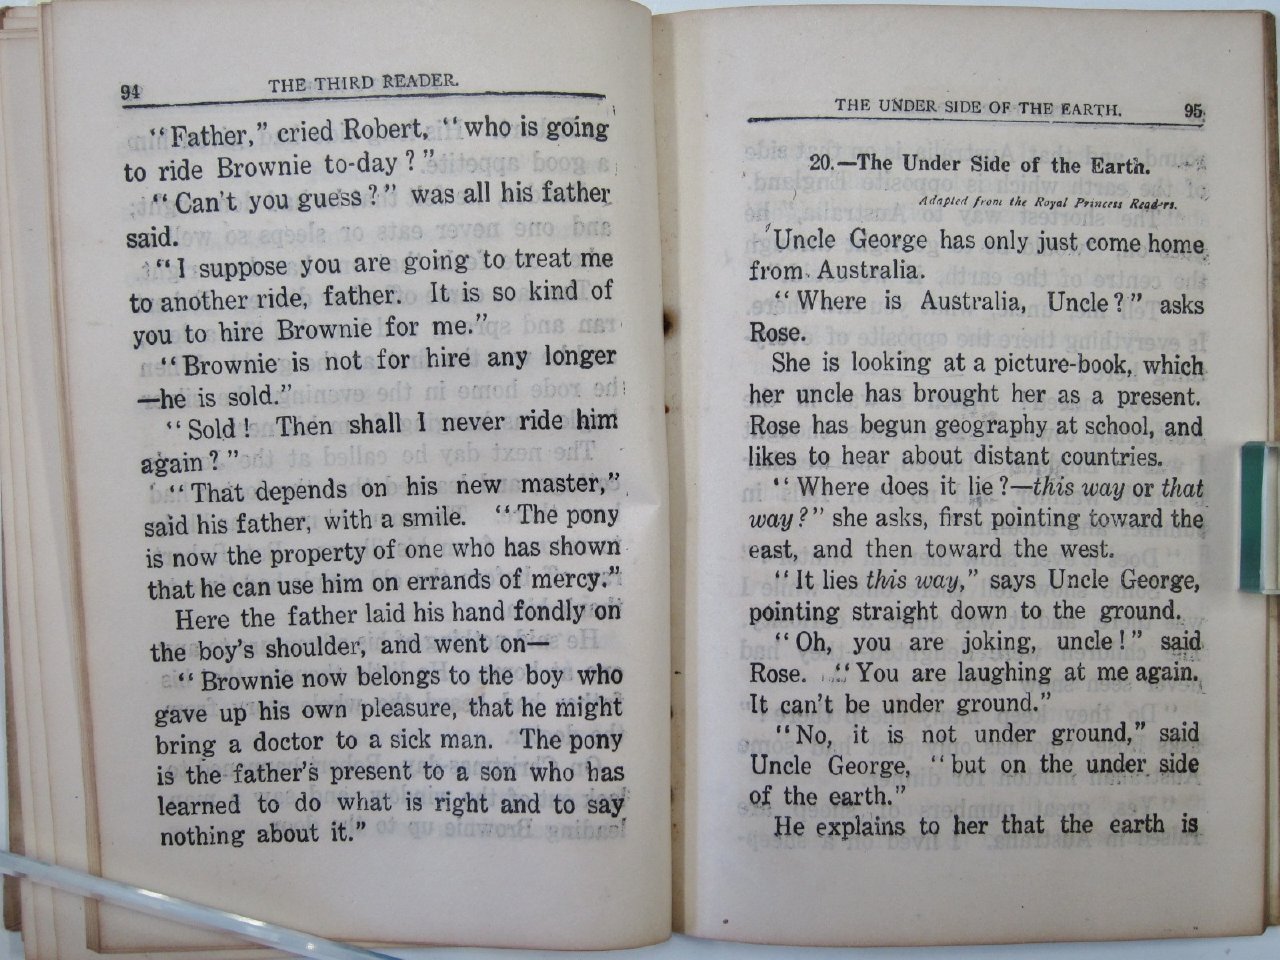 94 THE THIRD READER.
“Father,” cried Robert, “who is going
to ride Brownie to-day?”
“Can't you guess?” was all his father
said.
“I suppose you are going to treat me
to another ride, father. It is so kind of
you to hire Brownie for me.”
“Brownie is not for hire any longer
—he is sold.”
“Sold! Then shall I never ride him
again?”
“That depends on his new master,”
said his father, with a smile. “The pony
is now the property of one who has shown
that he can use him on errands of mercy.”
Here the father laid his hand fondly on
the boy's shoulder, and went on—
“Brownie now belongs to the boy who
gave up his own pleasure, that he might
bring a doctor to a sick man. The pony
is the father's present to a son who has
learned to do what is right and to say
nothing about it.”
THE UNDER SIDE OF THE EARTH. 95
20.—The Under Side of the Earth.
Adapted from the Royal Princess Readers.
Uncle George has only just come home
from Australia.
“Where is Australia, Uncle?” asks
Rose.
She is looking at a picture-book, which
her uncle has brought her as a present.
Rose has begun geography at school, and
likes to hear about distant countries.
“Where does it lie?—this way or that
way?” she asks, first pointing toward the
east, and then toward the west.
“It lies this way,” says Uncle George,
pointing straight down to the ground.
“Oh, you are joking, uncle!” said
Rose. “You are laughing at me again.
It can't be under ground.”
“No, it is not under ground,” said
Uncle George, “but on the under side
of the earth.”
He explains to her that the earth is